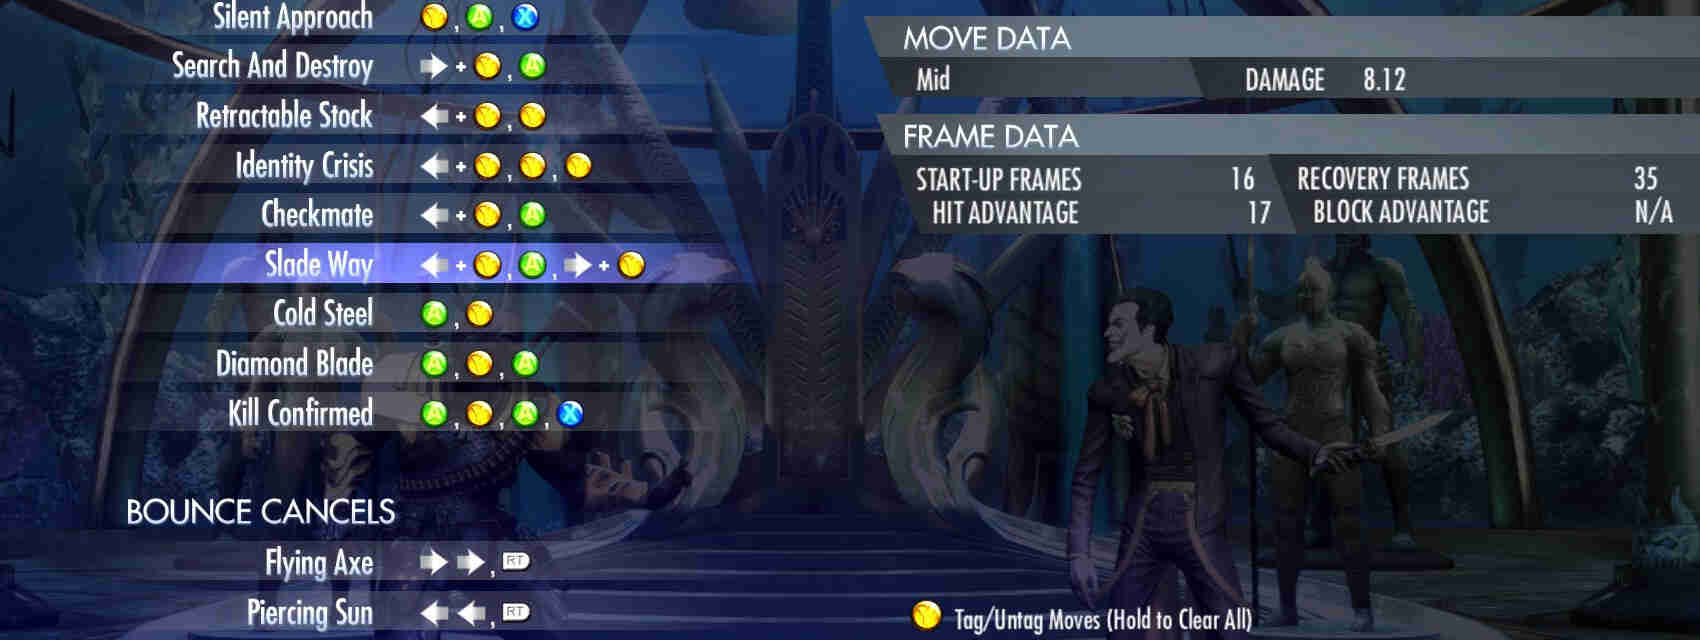 Silent Approach Y, A, X
Search And Destroy + Y, A
Retractable Stock + Y, Y
Identity Crisis + Y, Y, Y
Checkmate + Y, A
Slade Way + Y, A, + Y
Cold Steel A, Y
Diamond Blade A, Y, A
Kill Confirmed A, Y, A, X
BOUNCE CANCELS
Flying Axe , RT
Piercing Sun , RT
MOVE DATA
Mid DAMAGE 8.12
FRAME DATA
START-UP FRAMES 16 RECOVERY FRAMES 35
HIT ADVANTAGE 17 BLOCK ADVANTAGE N/A
Y Tag/Untag Moves (Hold to Clear All)